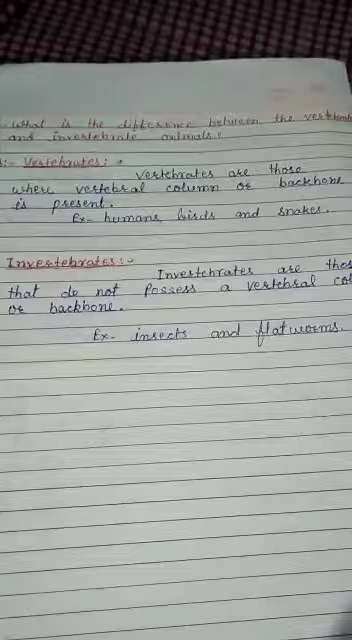 What is the difference between the vertebrate
and invertebrate animals?
:- Vertebrates:-
Vertebrates are those
where vertebral column or backbone
is present.
Ex- humans, birds and snakes.
Invertebrates:-
Invertebrates are thos
that do not possess a vertebral col
or backbone.
Ex- insects and flatworms.